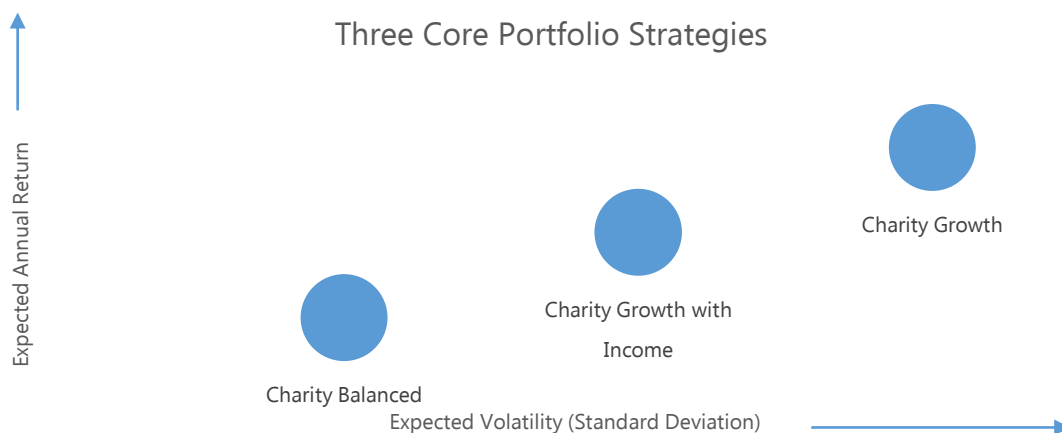 Three Core Portfolio Strategies
Expected Annual Return
Charity Growth
Charity Growth with
Income
Charity Balanced
Expected Volatility (Standard Deviation)